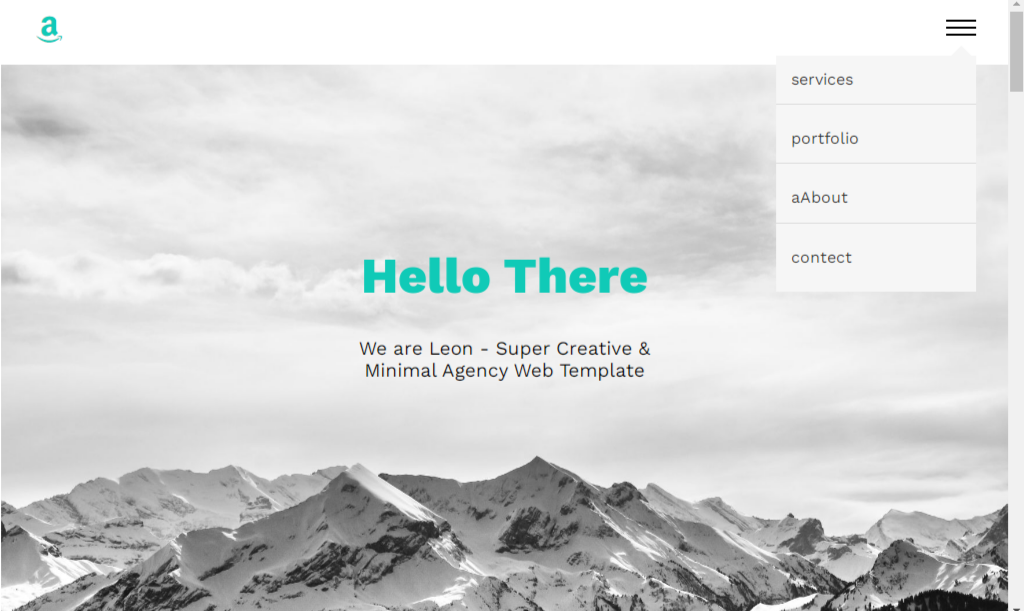 a
services
portfolio
aAbout
contect
Hello There
We are Leon - Super Creative &
Minimal Agency Web Template